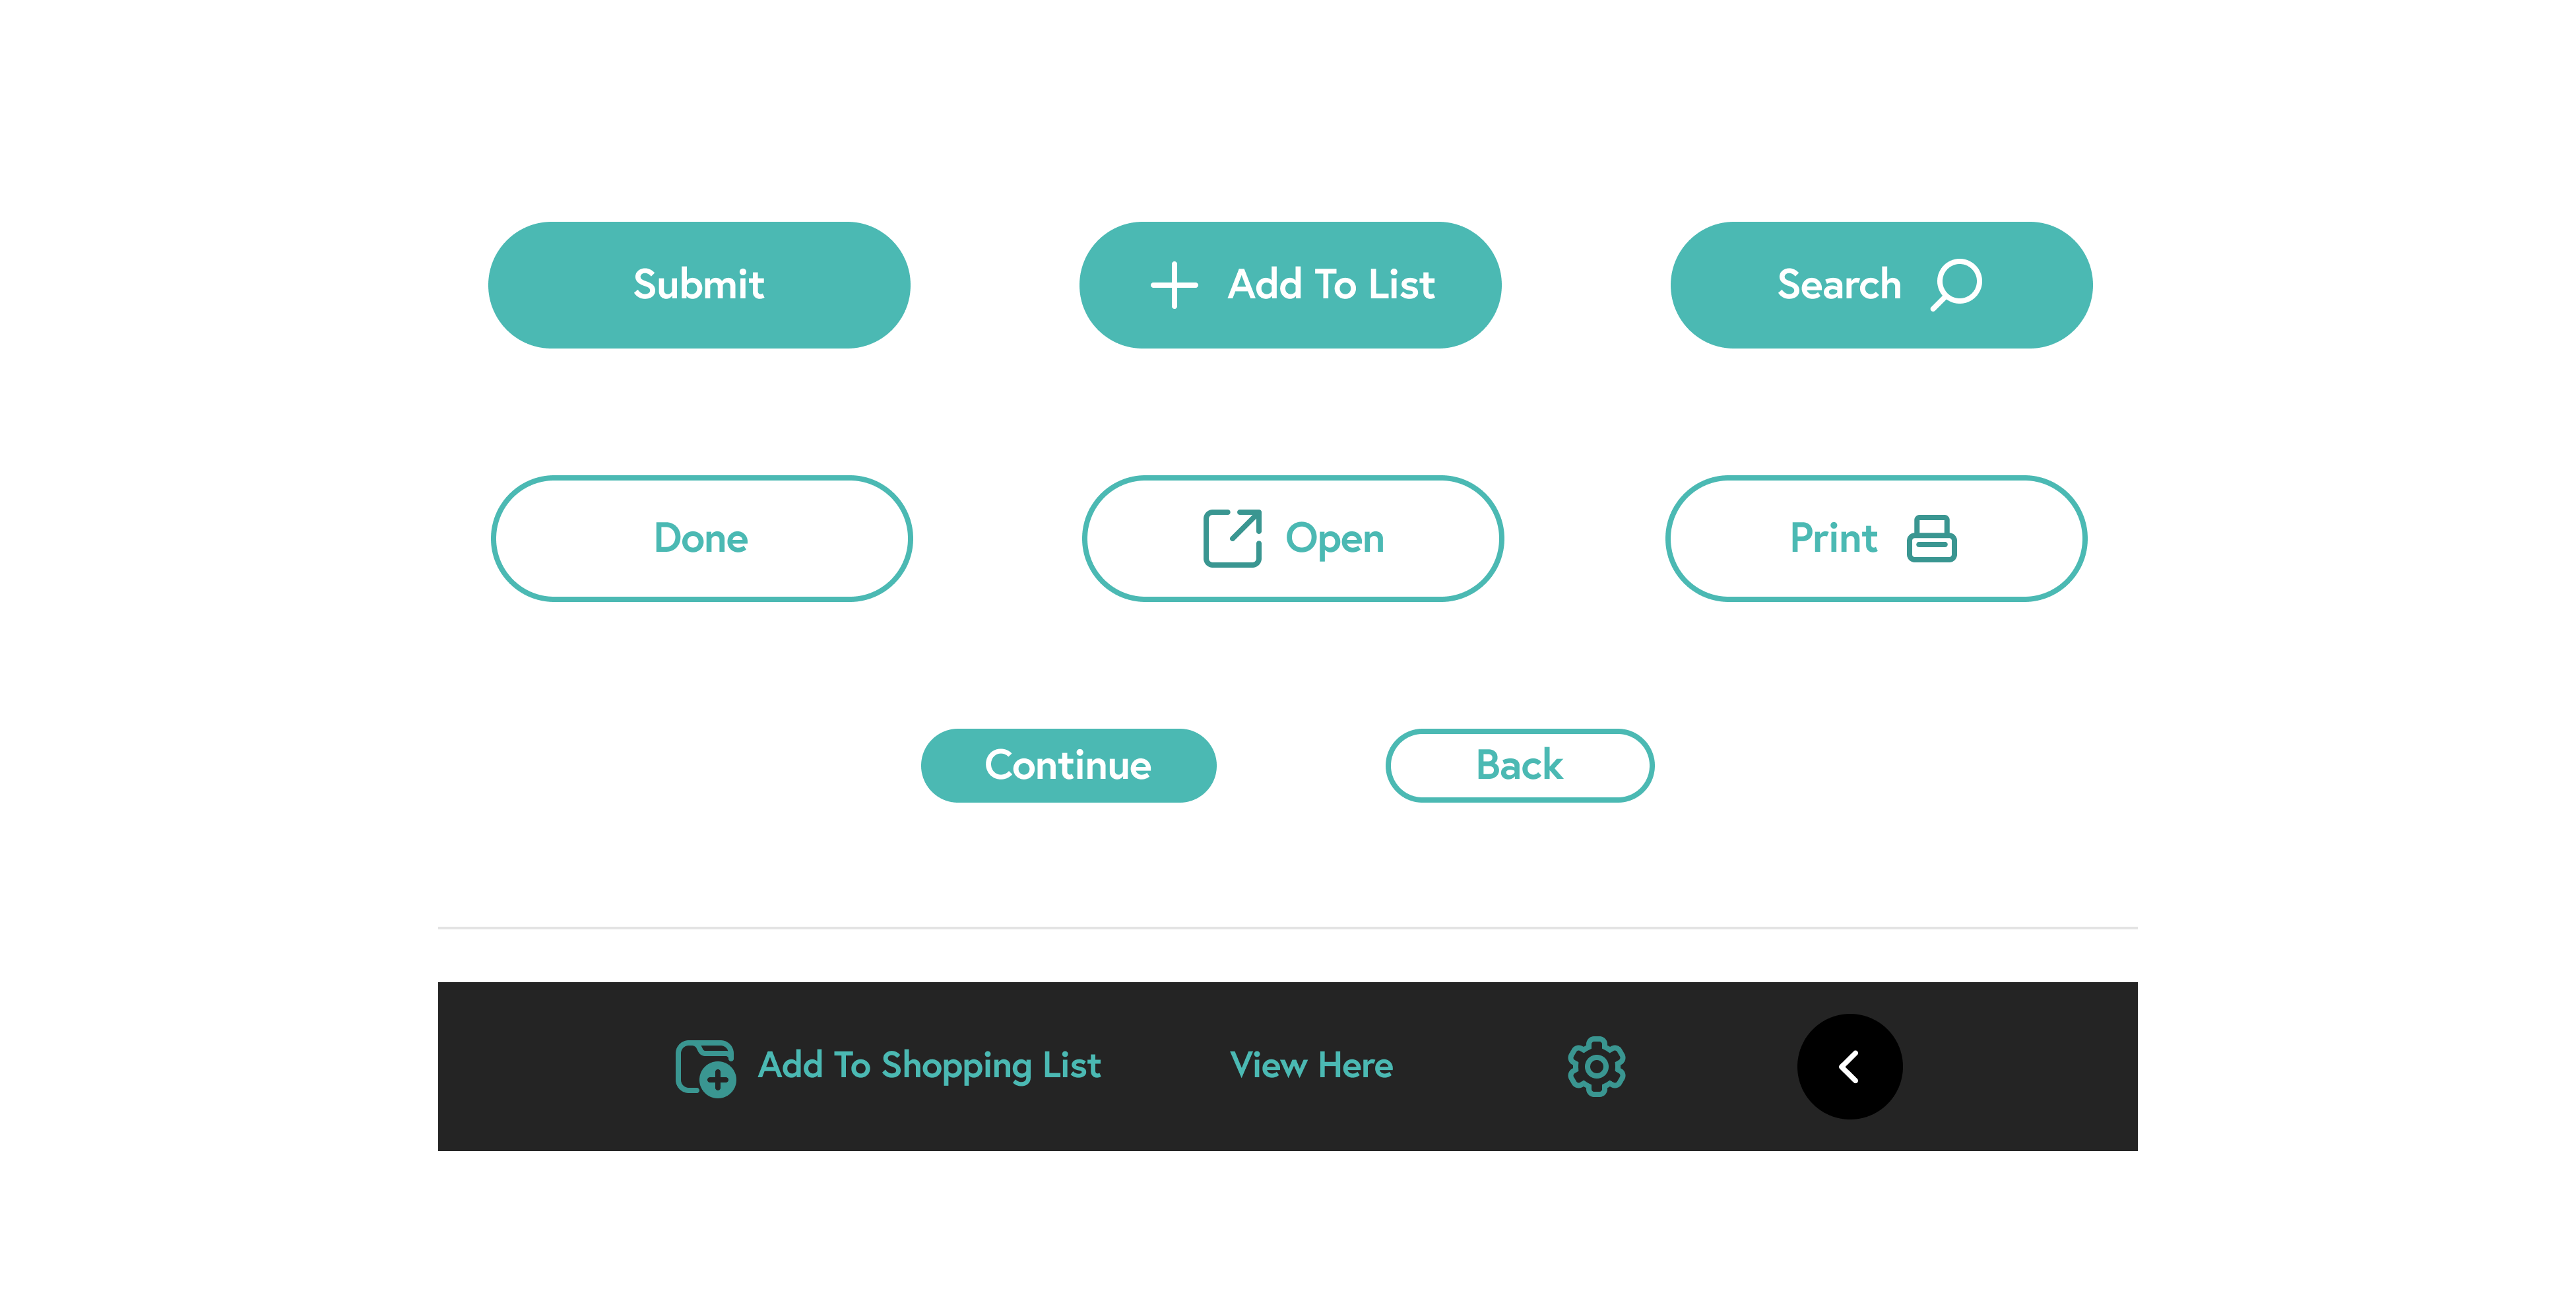 Submit
Add To List
Search
Done
Open
Print
Continue
Back
Add To Shopping List
View Here